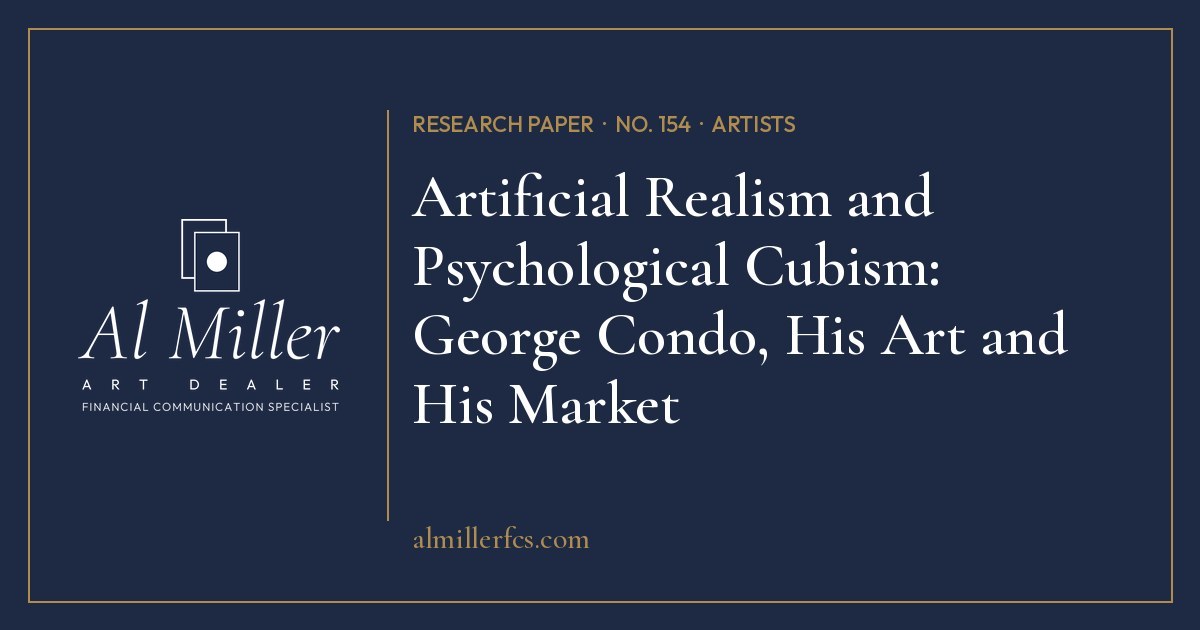 Al Miller
ART DEALER
FINANCIAL COMMUNICATION SPECIALIST
RESEARCH PAPER · NO. 154 · ARTISTS
Artificial Realism and
Psychological Cubism:
George Condo, His Art and
His Market
almillerfcs.com